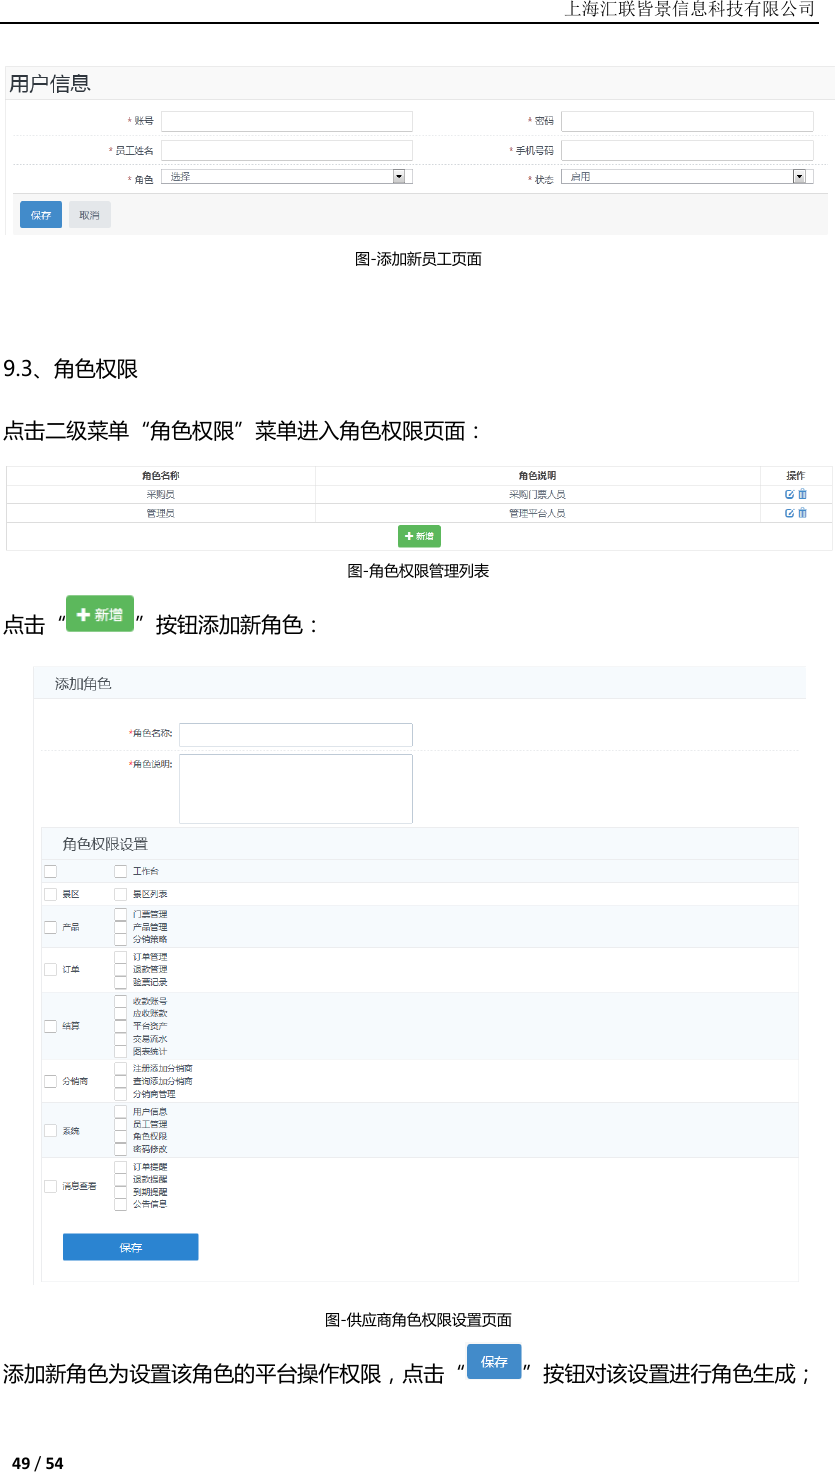 上海汇联皆景信息科技有限公司
用户信息
* 账号
* 密码
* 员工姓名
* 手机号码
* 角色 选择
* 状态 启用
保存 取消
图-添加新员工页面
9.3、角色权限
点击二级菜单“角色权限”菜单进入角色权限页面：
角色名称 角色说明 操作
采购员 采购门票人员
管理员 管理平台人员
新增
图-角色权限管理列表
点击“新增”按钮添加新角色：
添加角色
*角色名称:
*角色说明:
角色权限设置
工作台
景区 景区列表
产品 门票管理
产品管理
分销策略
订单 订单管理
退款管理
验票记录
结算 收款账号
应收账款
平台资产
交易流水
图表统计
分销商 注册添加分销商
查询添加分销商
分销商管理
系统 用户信息
员工管理
角色权限
密码修改
消息查看 订单提醒
退款提醒
到期提醒
公告信息
保存
图-供应商角色权限设置页面
添加新角色为设置该角色的平台操作权限，点击“保存”按钮对该设置进行角色生成；
49 / 54